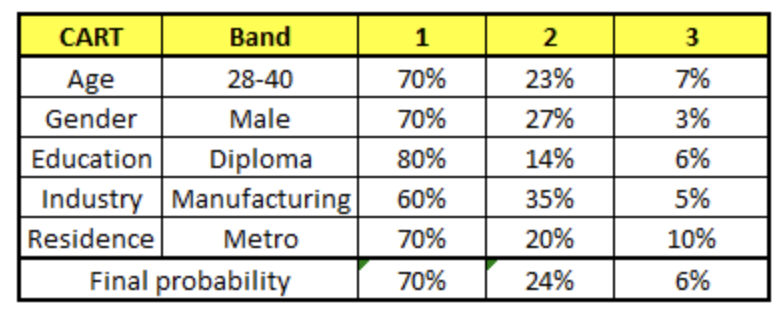 CART Band 1 2 3
Age 28-40 70% 23% 7%
Gender Male 70% 27% 3%
Education Diploma 80% 14% 6%
Industry Manufacturing 60% 35% 5%
Residence Metro 70% 20% 10%
Final probability 70% 24% 6%